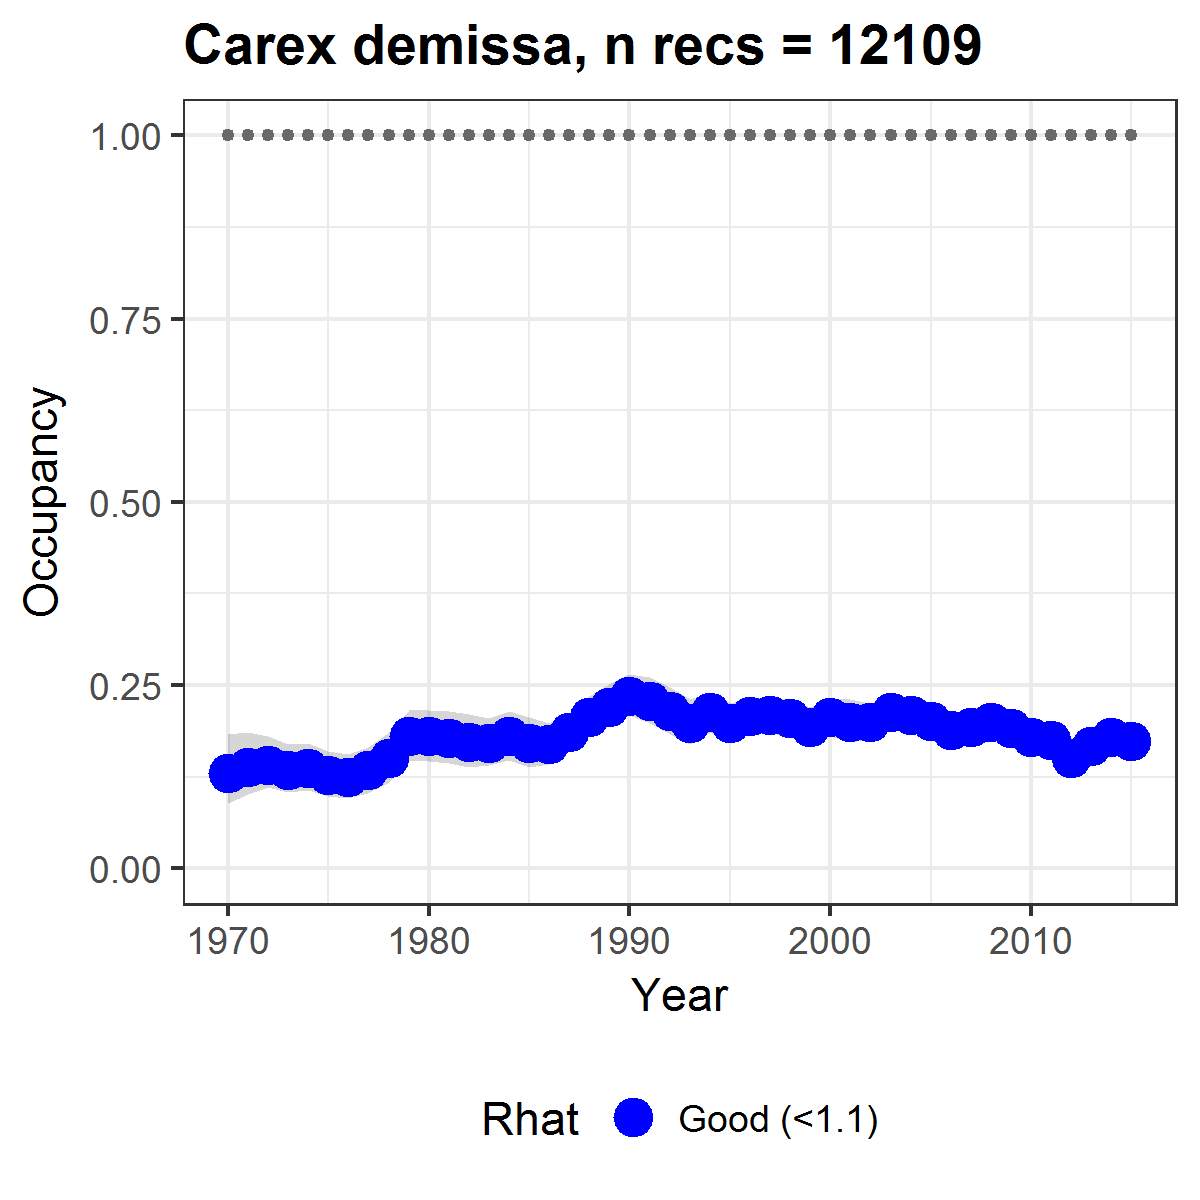 Carex demissa, n recs = 12109
1.00
0.75
0.50
0.25
0.00
Occupancy
1970 1980 1990 2000 2010
Year
Rhat Good (<1.1)